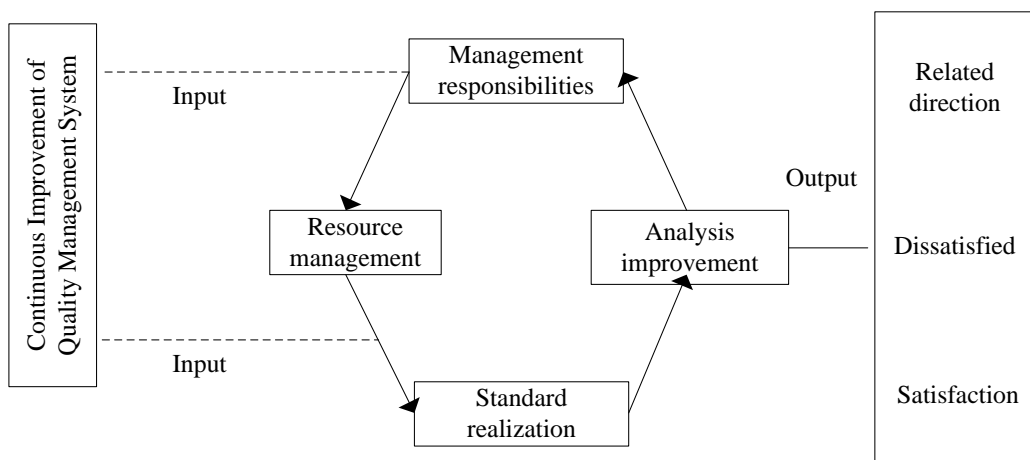 Continuous Improvement of
Quality Management System
Input
Input
Management
responsibilities
Resource
management
Analysis
improvement
Standard
realization
Output
Related
direction
Dissatisfied
Satisfaction